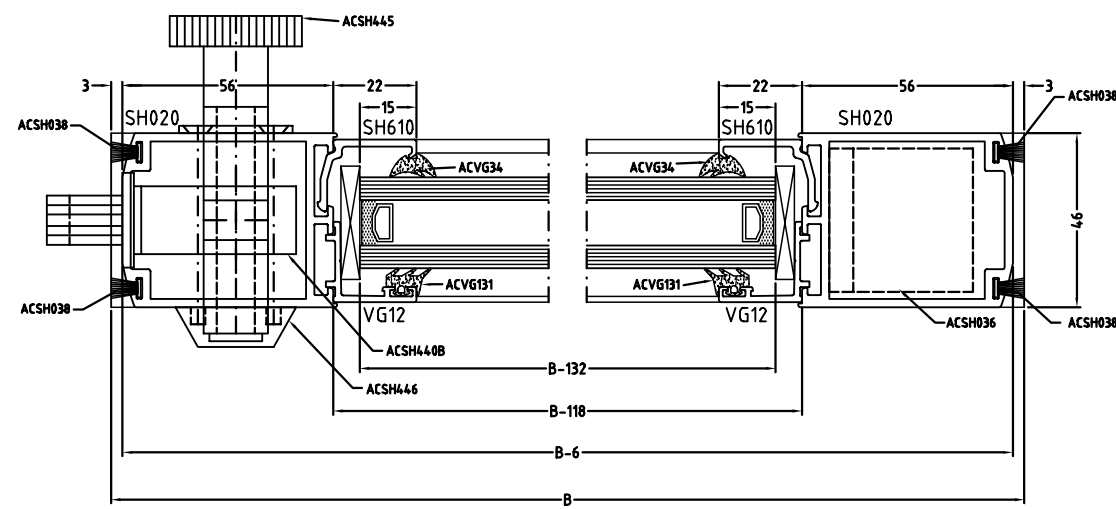 ACSH445
3
56
22
22
56
3
15
15
SH020
SH610
SH610
SH020
ACSH038
ACSH038
ACVG34
ACVG34
46
ACVG131
ACVG131
ACSH038
VG12
VG12
ACSH036
ACSH038
ACSH440B
B-132
ACSH446
B-118
B-6
B